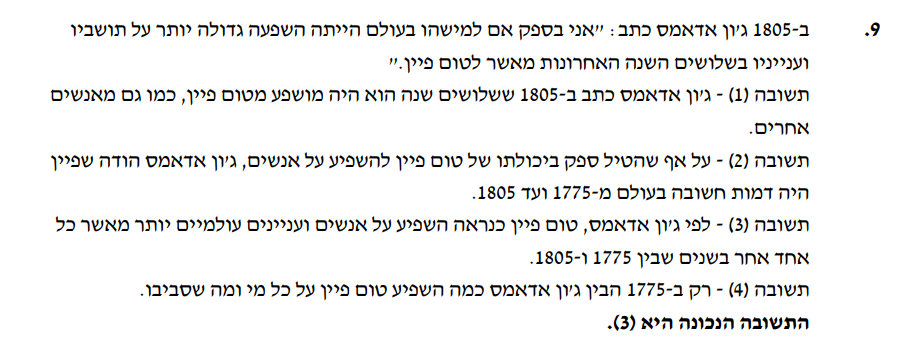 9. ב-1805 ג'ון אדאמס כתב: "אני בספק אם למישהו בעולם הייתה השפעה גדולה יותר על תושביו
וענייניו בשלושים השנה האחרונות מאשר לטום פיין."
תשובה (1) - ג'ון אדאמס כתב ב-1805 ששלושים שנה הוא היה מושפע מטום פיין, כמו גם מאנשים
אחרים.
תשובה (2) - על אף שהטיל ספק ביכולתו של טום פיין להשפיע על אנשים, ג'ון אדאמס הודה שפיין
היה דמות חשובה בעולם מ-1775 ועד 1805.
תשובה (3) - לפי ג'ון אדאמס, טום פיין כנראה השפיע על אנשים ועניינים עולמיים יותר מאשר כל
אחד אחר בשנים שבין 1775 ו-1805.
תשובה (4) - רק ב-1775 הבין ג'ון אדאמס כמה השפיע טום פיין על כל מי ומה שסביבו.
התשובה הנכונה היא (3).